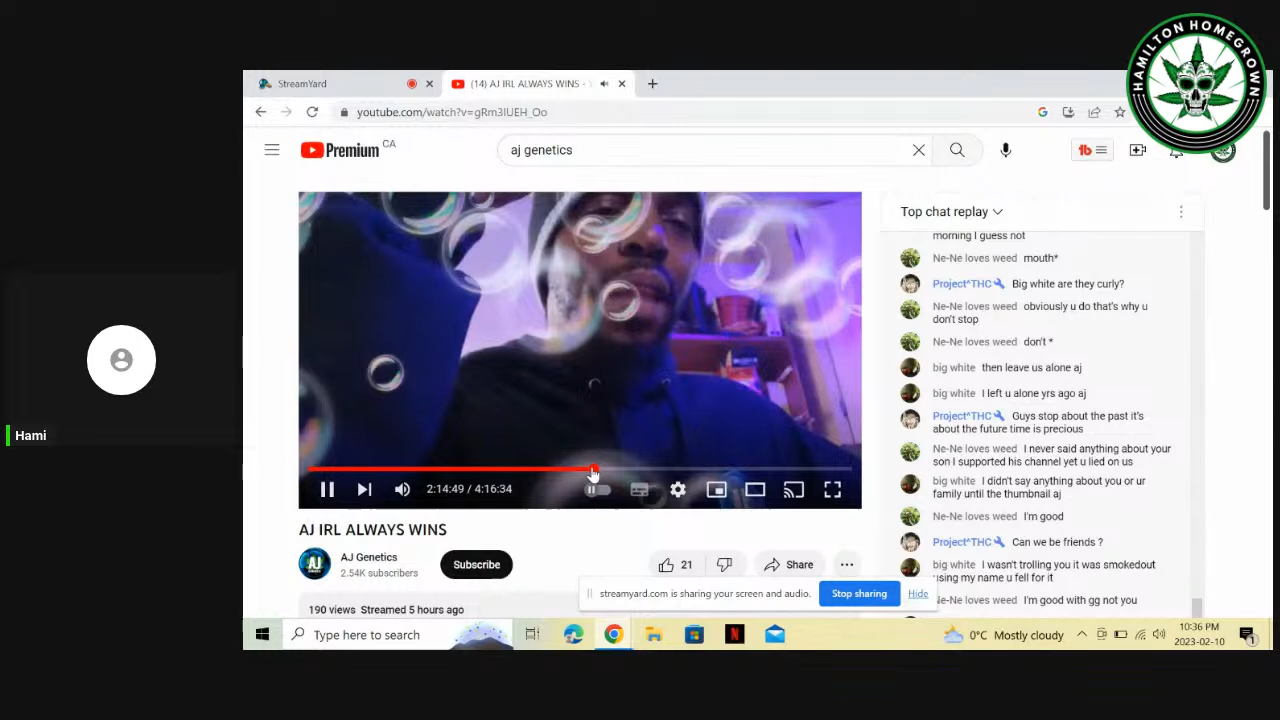 HAMILTON HOMEGROWN
StreamYard
(14) AJ IRL ALWAYS WINS -
youtube.com/watch?v=gRm3lUEH_Oo
Premium CA
aj genetics
Top chat replay
morning I guess not
Ne-Ne loves weed mouth*
Project^THC Big white are they curly?
Ne-Ne loves weed obviously u do that's why u
don't stop
Ne-Ne loves weed don't *
big white then leave us alone aj
big white I left u alone yrs ago aj
Project^THC Guys stop about the past it's
about the future time is precious
Ne-Ne loves weed I never said anything about your
son I supported his channel yet u lied on us
big white I didn't say anything about you or ur
family until the thumbnail aj
Ne-Ne loves weed I'm good
Project^THC Can we be friends ?
big white I wasn't trolling you it was smokedout
using my name u fell for it
Ne-Ne loves weed I'm good with gg not you
2:14:49 / 4:16:34
AJ IRL ALWAYS WINS
AJ Genetics
2.54K subscribers
Subscribe
21
Share
190 views Streamed 5 hours ago
streamyard.com is sharing your screen and audio.
Stop sharing
Hide
Hami
Type here to search
0°C Mostly cloudy
10:36 PM
2023-02-10